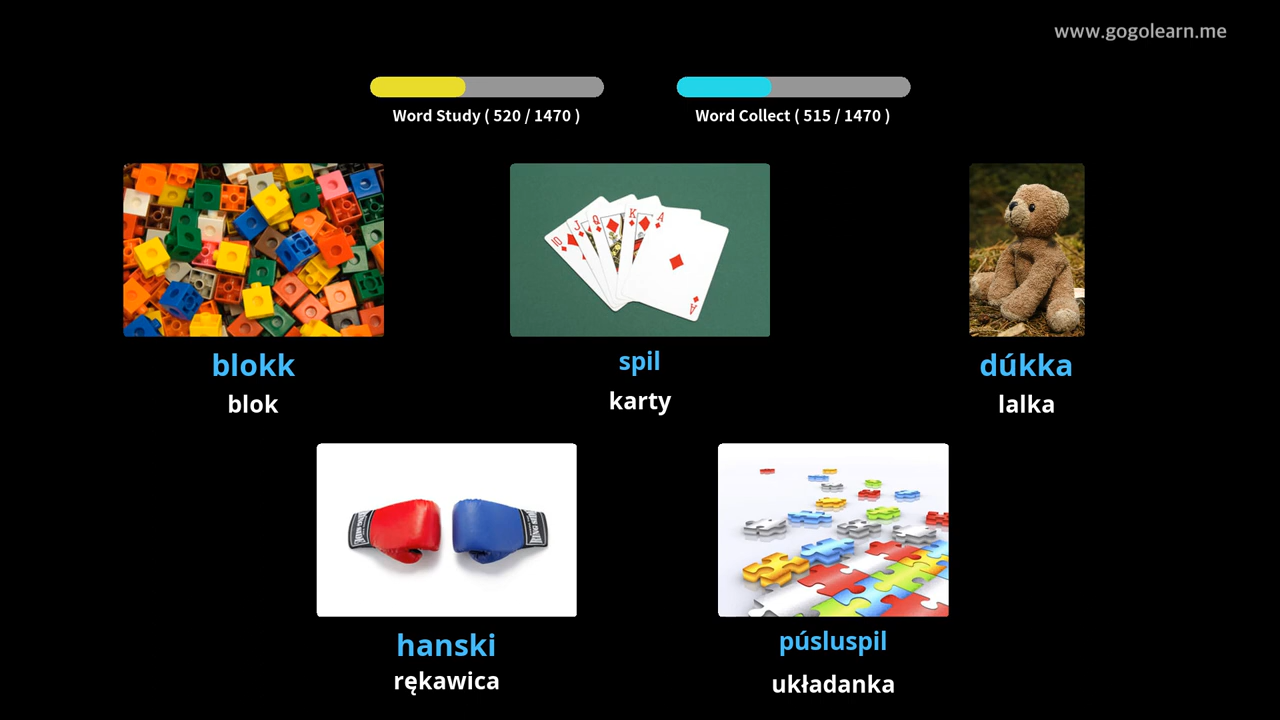 www.gogolearn.me
Word Study ( 520 / 1470 )
Word Collect ( 515 / 1470 )
10 J Q K A
A
blokk
spil
dúkka
blok
karty
lalka
hanski
púsluspil
rękawica
układanka